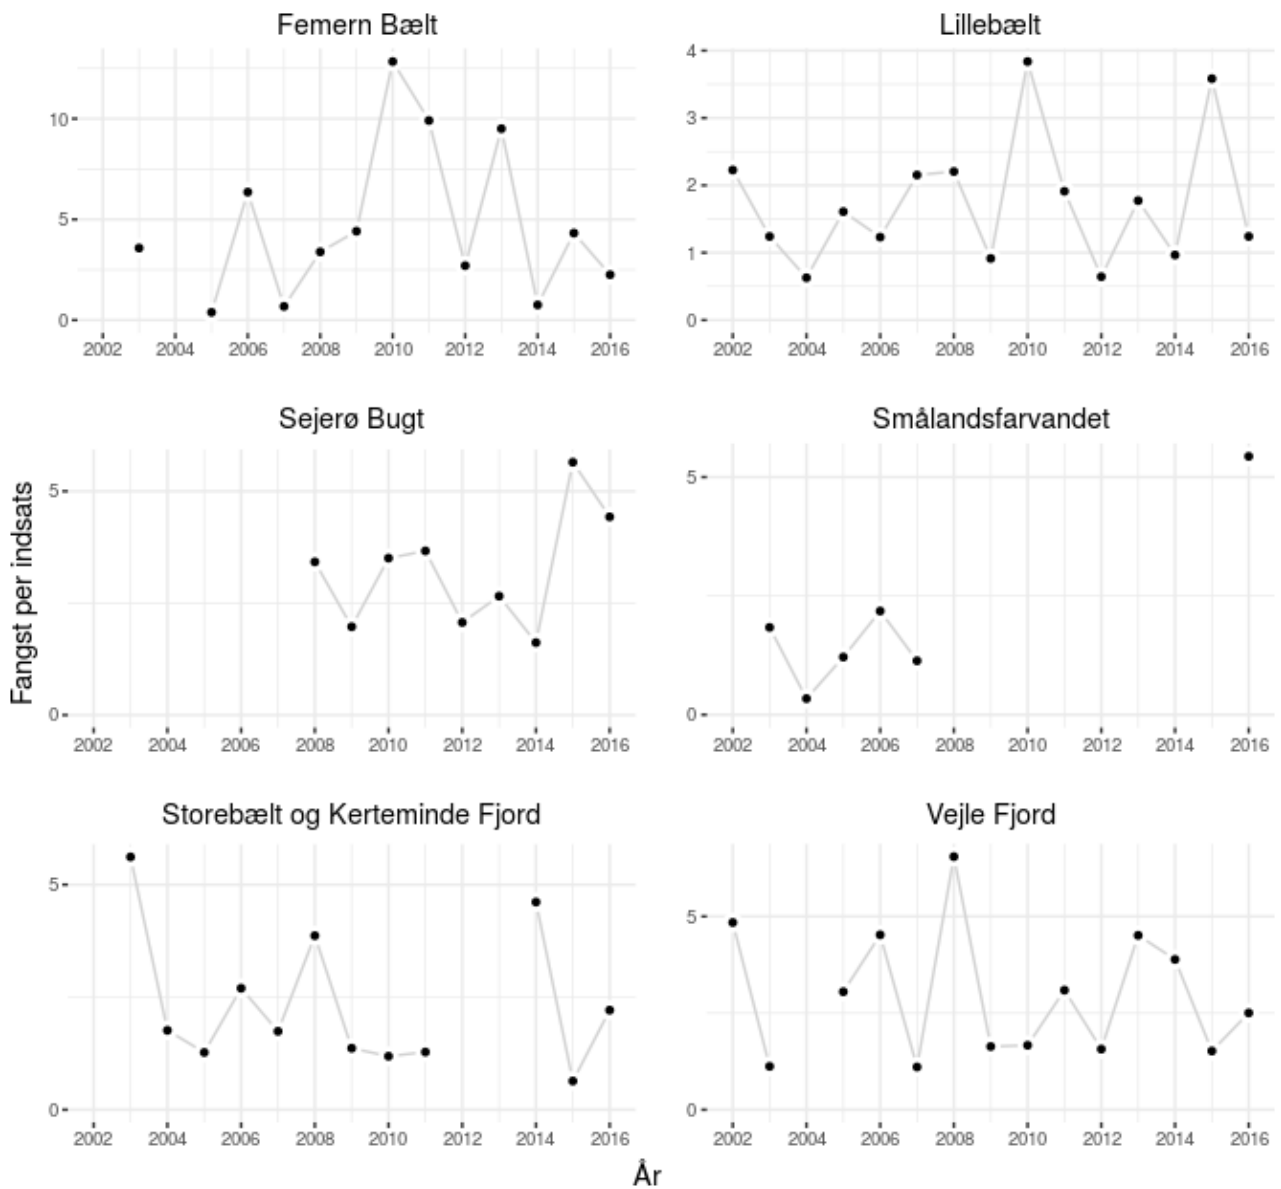 Femern Bælt
Lillebælt
10
5
0
2002 2004 2006 2008 2010 2012 2014 2016
4
3
2
1
0
2002 2004 2006 2008 2010 2012 2014 2016
Sejerø Bugt
Smålandsfarvandet
Fangst per indsats
5
0
2002 2004 2006 2008 2010 2012 2014 2016
5
0
2002 2004 2006 2008 2010 2012 2014 2016
Storebælt og Kerteminde Fjord
Vejle Fjord
5
0
2002 2004 2006 2008 2010 2012 2014 2016
5
0
2002 2004 2006 2008 2010 2012 2014 2016
År